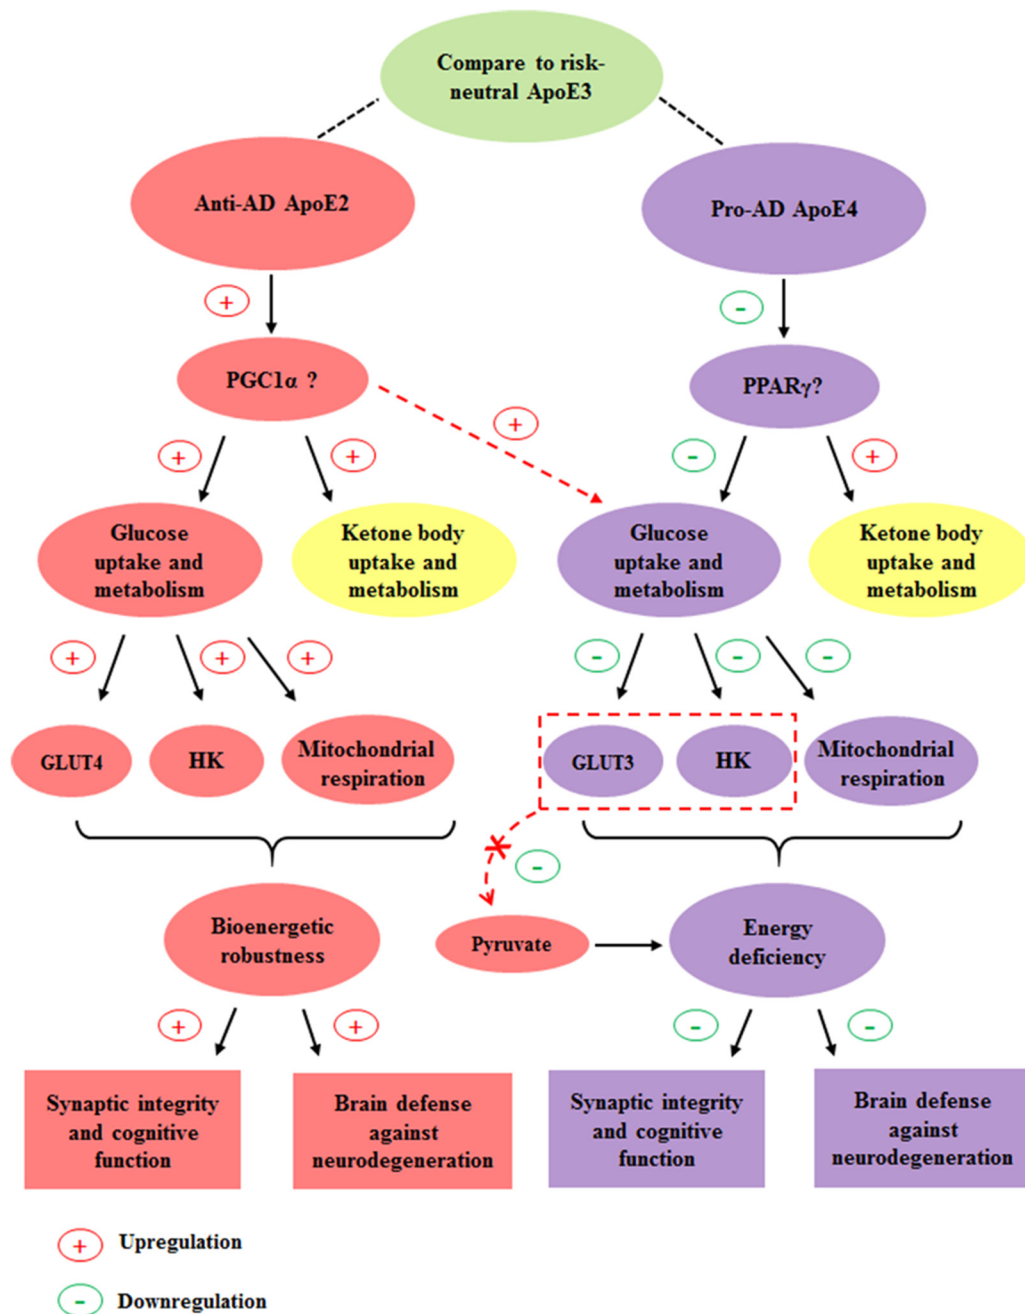 Compare to risk-
neutral ApoE3
Anti-AD ApoE2
Pro-AD ApoE4
+
-
PGC1α ?
PPARγ?
+
+
+
-
+
Glucose
uptake and
metabolism
Ketone body
uptake and
metabolism
Glucose
uptake and
metabolism
Ketone body
uptake and
metabolism
+
+
+
-
-
-
GLUT4
HK
Mitochondrial
respiration
GLUT3
HK
Mitochondrial
respiration
-
Bioenergetic
robustness
Pyruvate
Energy
deficiency
+
+
-
-
Synaptic integrity
and cognitive
function
Brain defense
against
neurodegeneration
Synaptic integrity
and cognitive
function
Brain defense
against
neurodegeneration
+ Upregulation
- Downregulation